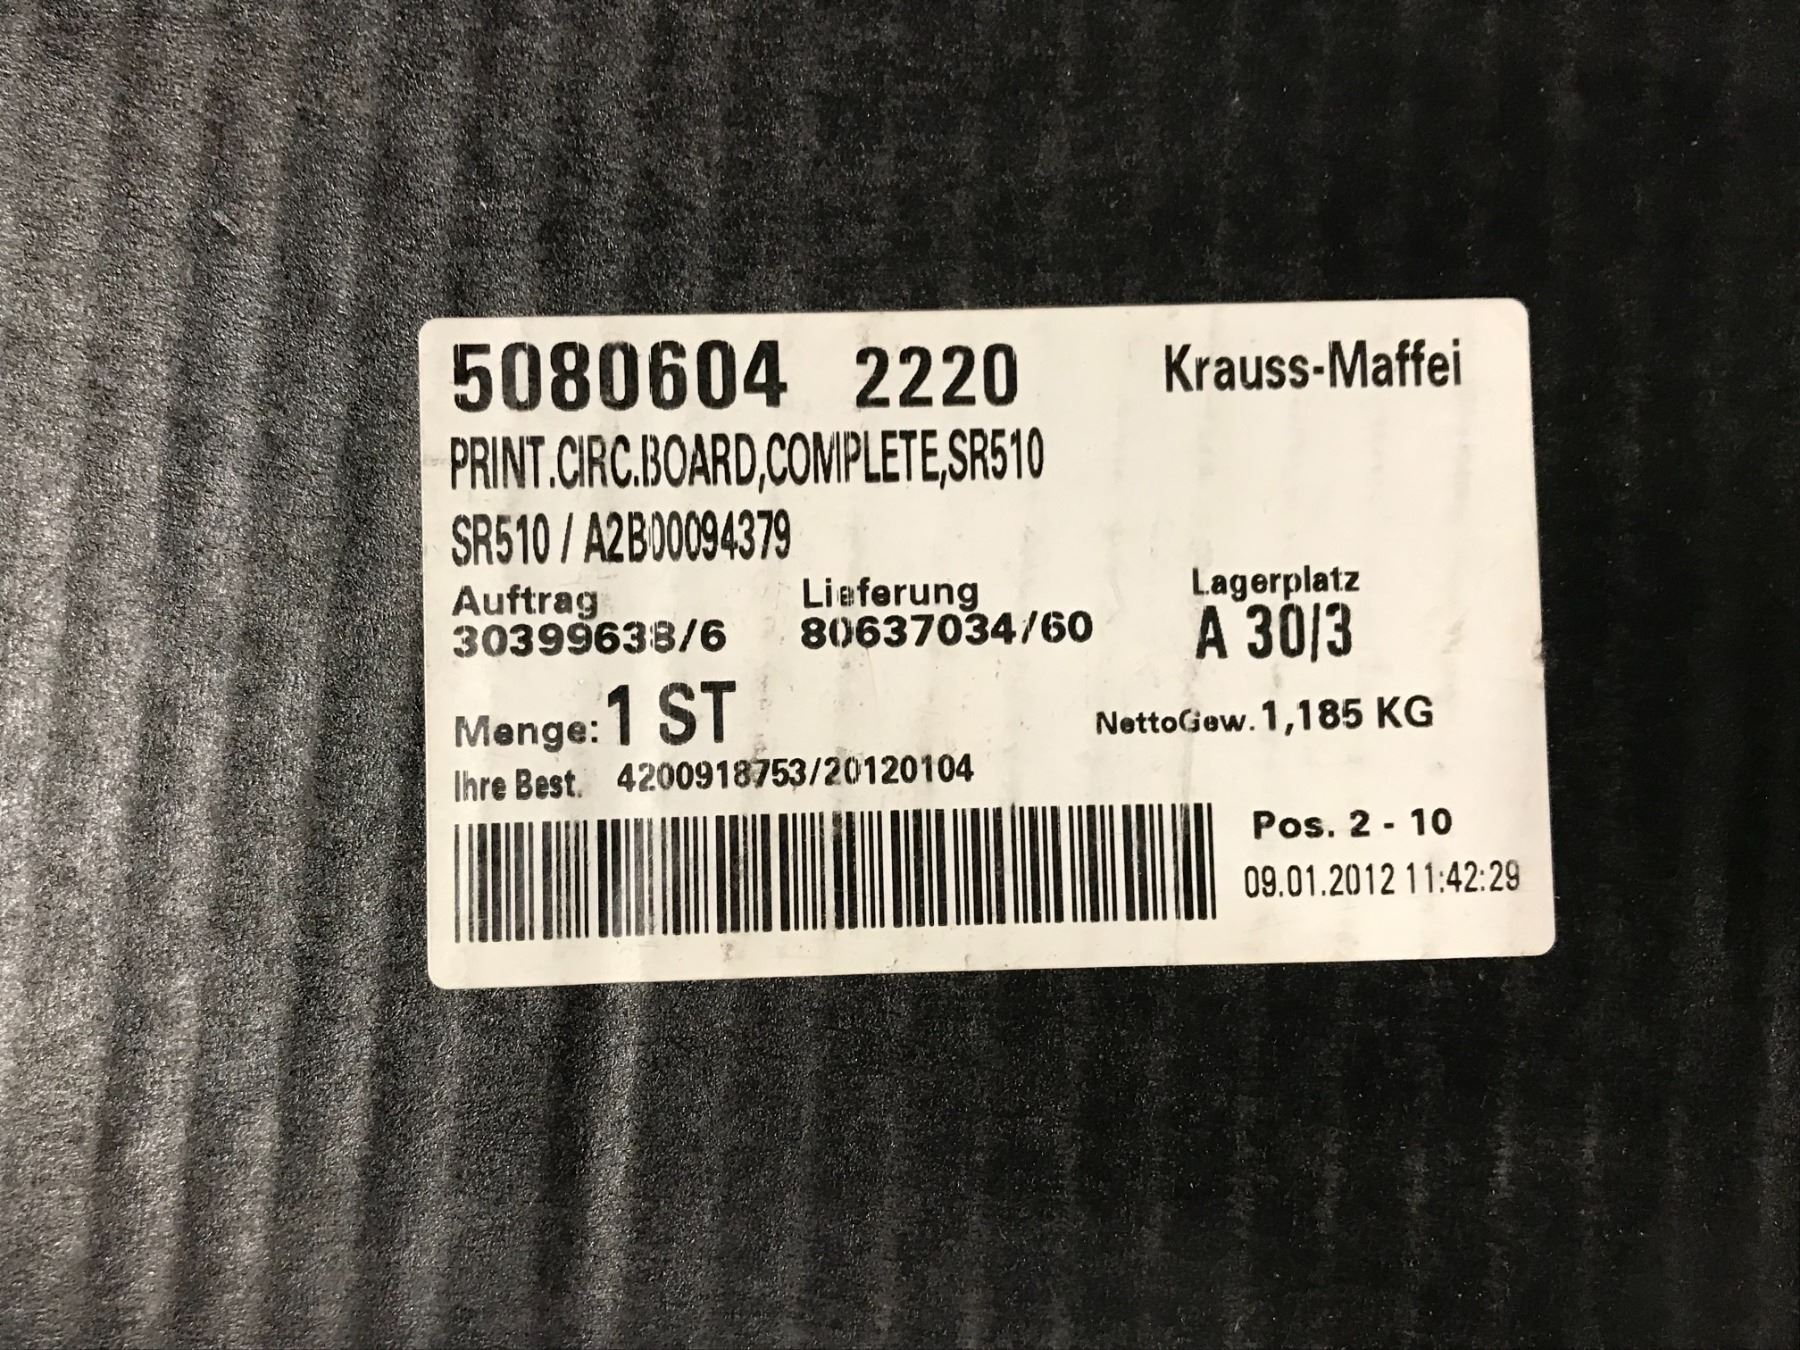 5080604 2220 Krauss-Maffei
PRINT.CIRC.BOARD,COMPLETE,SR510
SR510 / A2B00094379
Auftrag Lieferung Lagerplatz
30399638/6 80637034/60 A 30/3
Menge: 1 ST NettoGew. 1,185 KG
Ihre Best. 4200918753/20120104
Pos. 2 - 10
09.01.2012 11:42:29